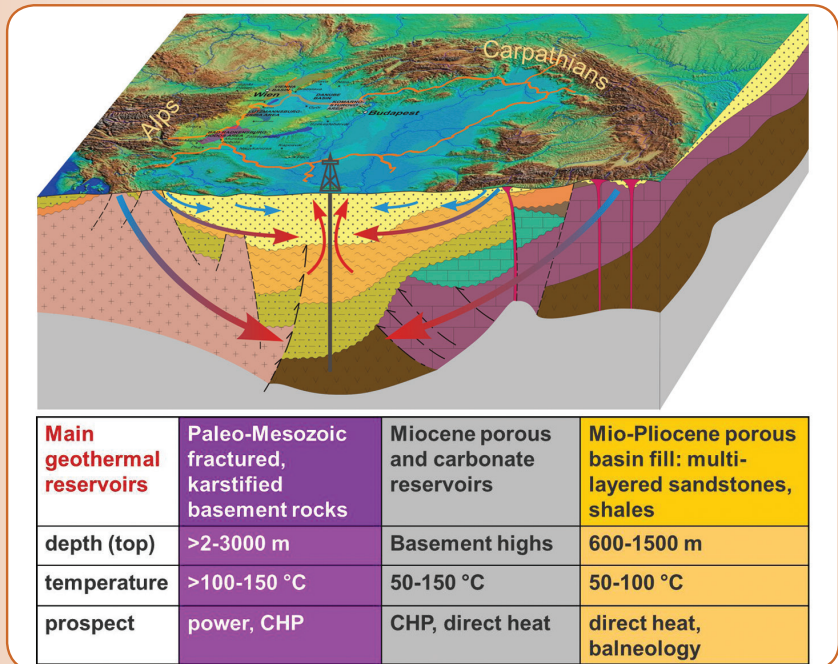 Carpathians
Alps
Wien
Budapest
Main
geothermal
reservoirs
Paleo-Mesozoic
fractured,
karstified
basement rocks
Miocene porous
and carbonate
reservoirs
Mio-Pliocene porous
basin fill: multi-
layered sandstones,
shales
depth (top)
>2-3000 m
Basement highs
600-1500 m
temperature
>100-150 °C
50-150 °C
50-100 °C
prospect
power, CHP
CHP, direct heat
direct heat,
balneology